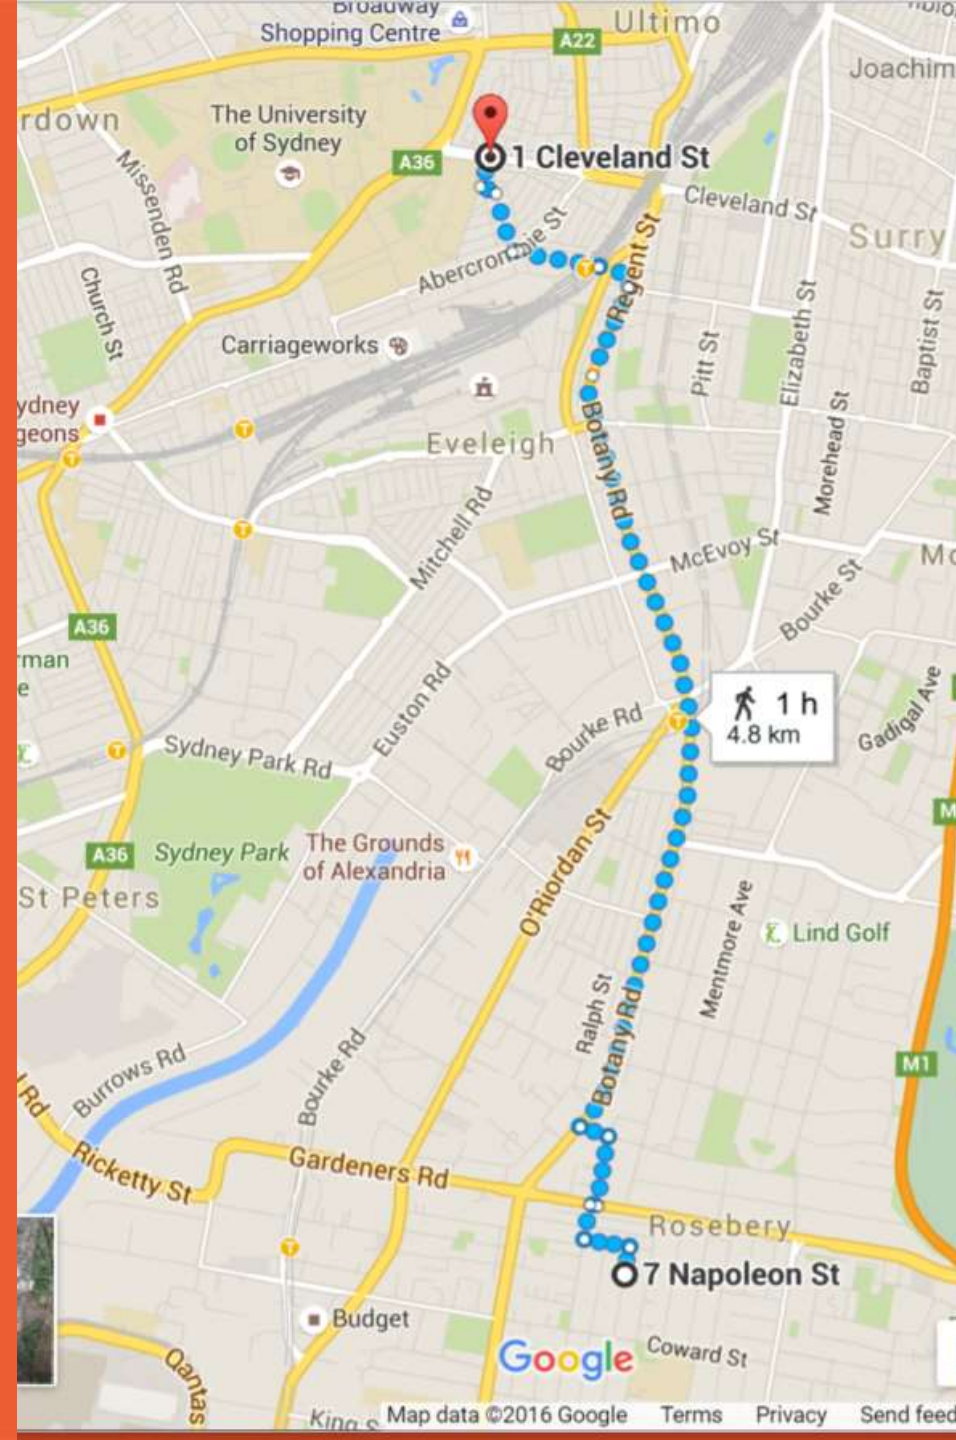 Broadway
Shopping Centre
A22
Ultimo
Joachim
rdown
The University
of Sydney
A36
1 Cleveland St
Missenden Rd
Cleveland St
Surry
Abercrombie St
Regent St
Church St
Carriageworks
Pitt St
Elizabeth St
Baptist St
ydney
geons
Eveleigh
Botany Rd
Morehead St
Mitchell Rd
McEvoy St
Mo
Bourke St
A36
rman
e
Euston Rd
1 h
4.8 km
Gadigal Ave
Bourke Rd
Sydney Park Rd
M
A36
Sydney Park
The Grounds
of Alexandria
O'Riordan St
St Peters
Mentmore Ave
Lind Golf
Ralph St
Botany Rd
Burrows Rd
Bourke Rd
M1
Rd
Ricketty St
Gardeners Rd
Rosebery
7 Napoleon St
Budget
Google
Coward St
Qantas
King S
Map data ©2016 Google
Terms
Privacy
Send feed